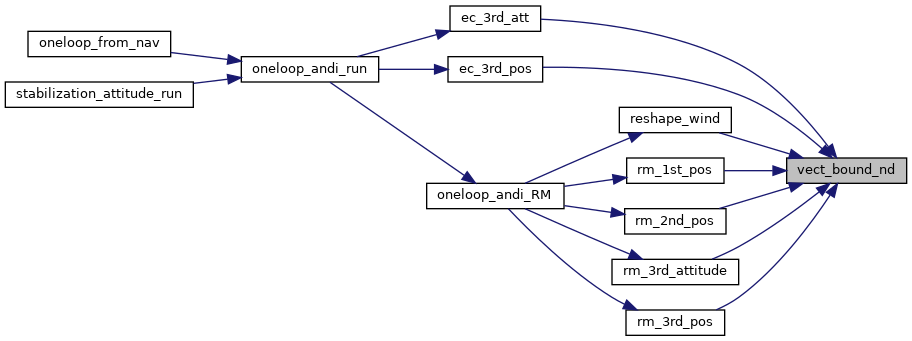 ec_3rd_att
oneloop_from_nav
oneloop_andi_run
ec_3rd_pos
stabilization_attitude_run
reshape_wind
rm_1st_pos
vect_bound_nd
oneloop_andi_RM
rm_2nd_pos
rm_3rd_attitude
rm_3rd_pos